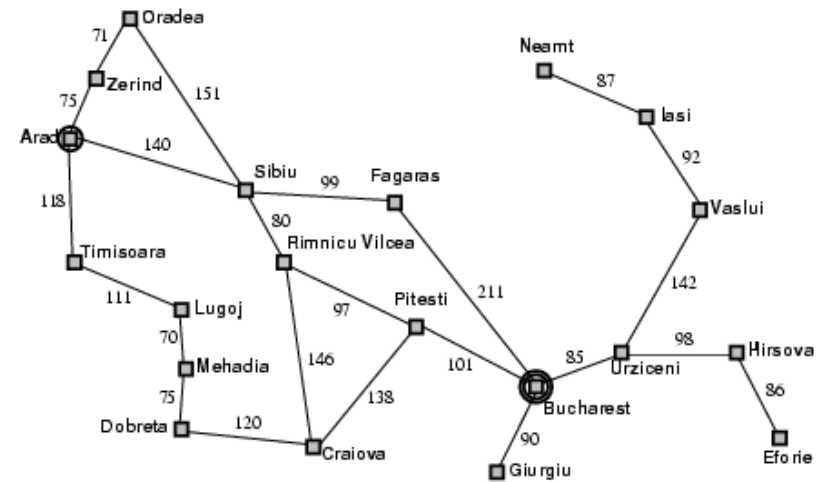 Oradea
71
Neamt
Zerind
87
151
75
Iasi
Arad
140
92
Sibiu
Fagaras
99
118
Vaslui
80
Rimnicu Vilcea
Timisoara
142
111
211
Lugoj
97
Pitesti
70
98
Hirsova
146
85
101
Mehadia
Urziceni
86
75
138
Bucharest
120
Dobreta
90
Craiova
Eforie
Giurgiu